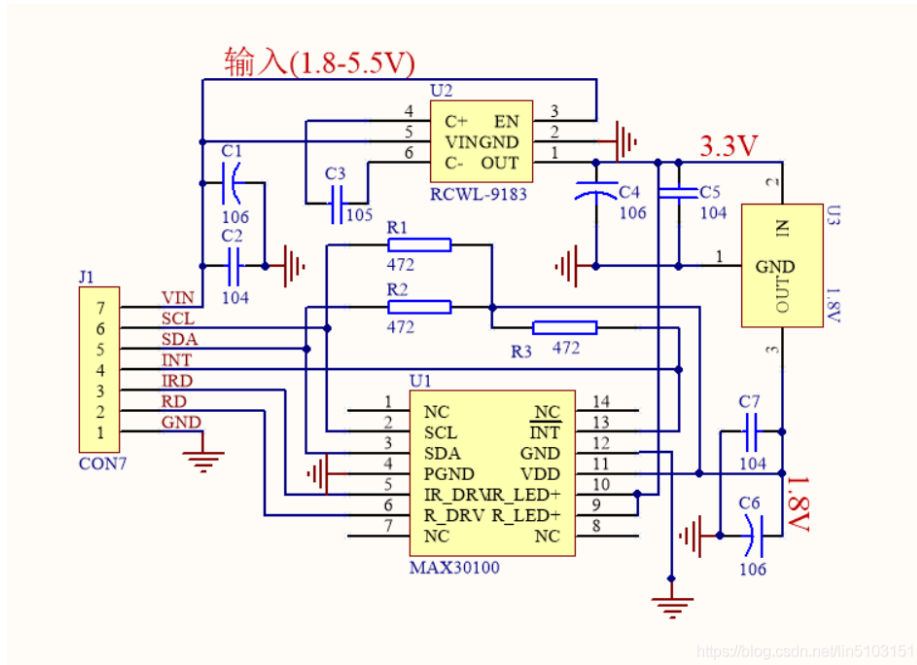 输入(1.8-5.5V)
U2
4 C+ EN 3
5 VINGND 2
6 C- OUT 1
RCWL-9183
3.3V
C1
106
C2
104
C3
105
C4
106
C5
104
2
U3
IN
1 GND
OUT
1.8V
3
R1
472
R2
472
R3
472
J1
7 VIN
6 SCL
5 SDA
4 INT
3 IRD
2 RD
1 GND
CON7
U1
1 NC NC 14
2 SCL INT 13
3 SDA GND 12
4 PGND VDD 11
5 IR_DRV IR_LED+ 10
6 R_DRV R_LED+ 9
7 NC NC 8
MAX30100
C7
104
1.8V
C6
106
https://blog.csdn.net/lin5103151